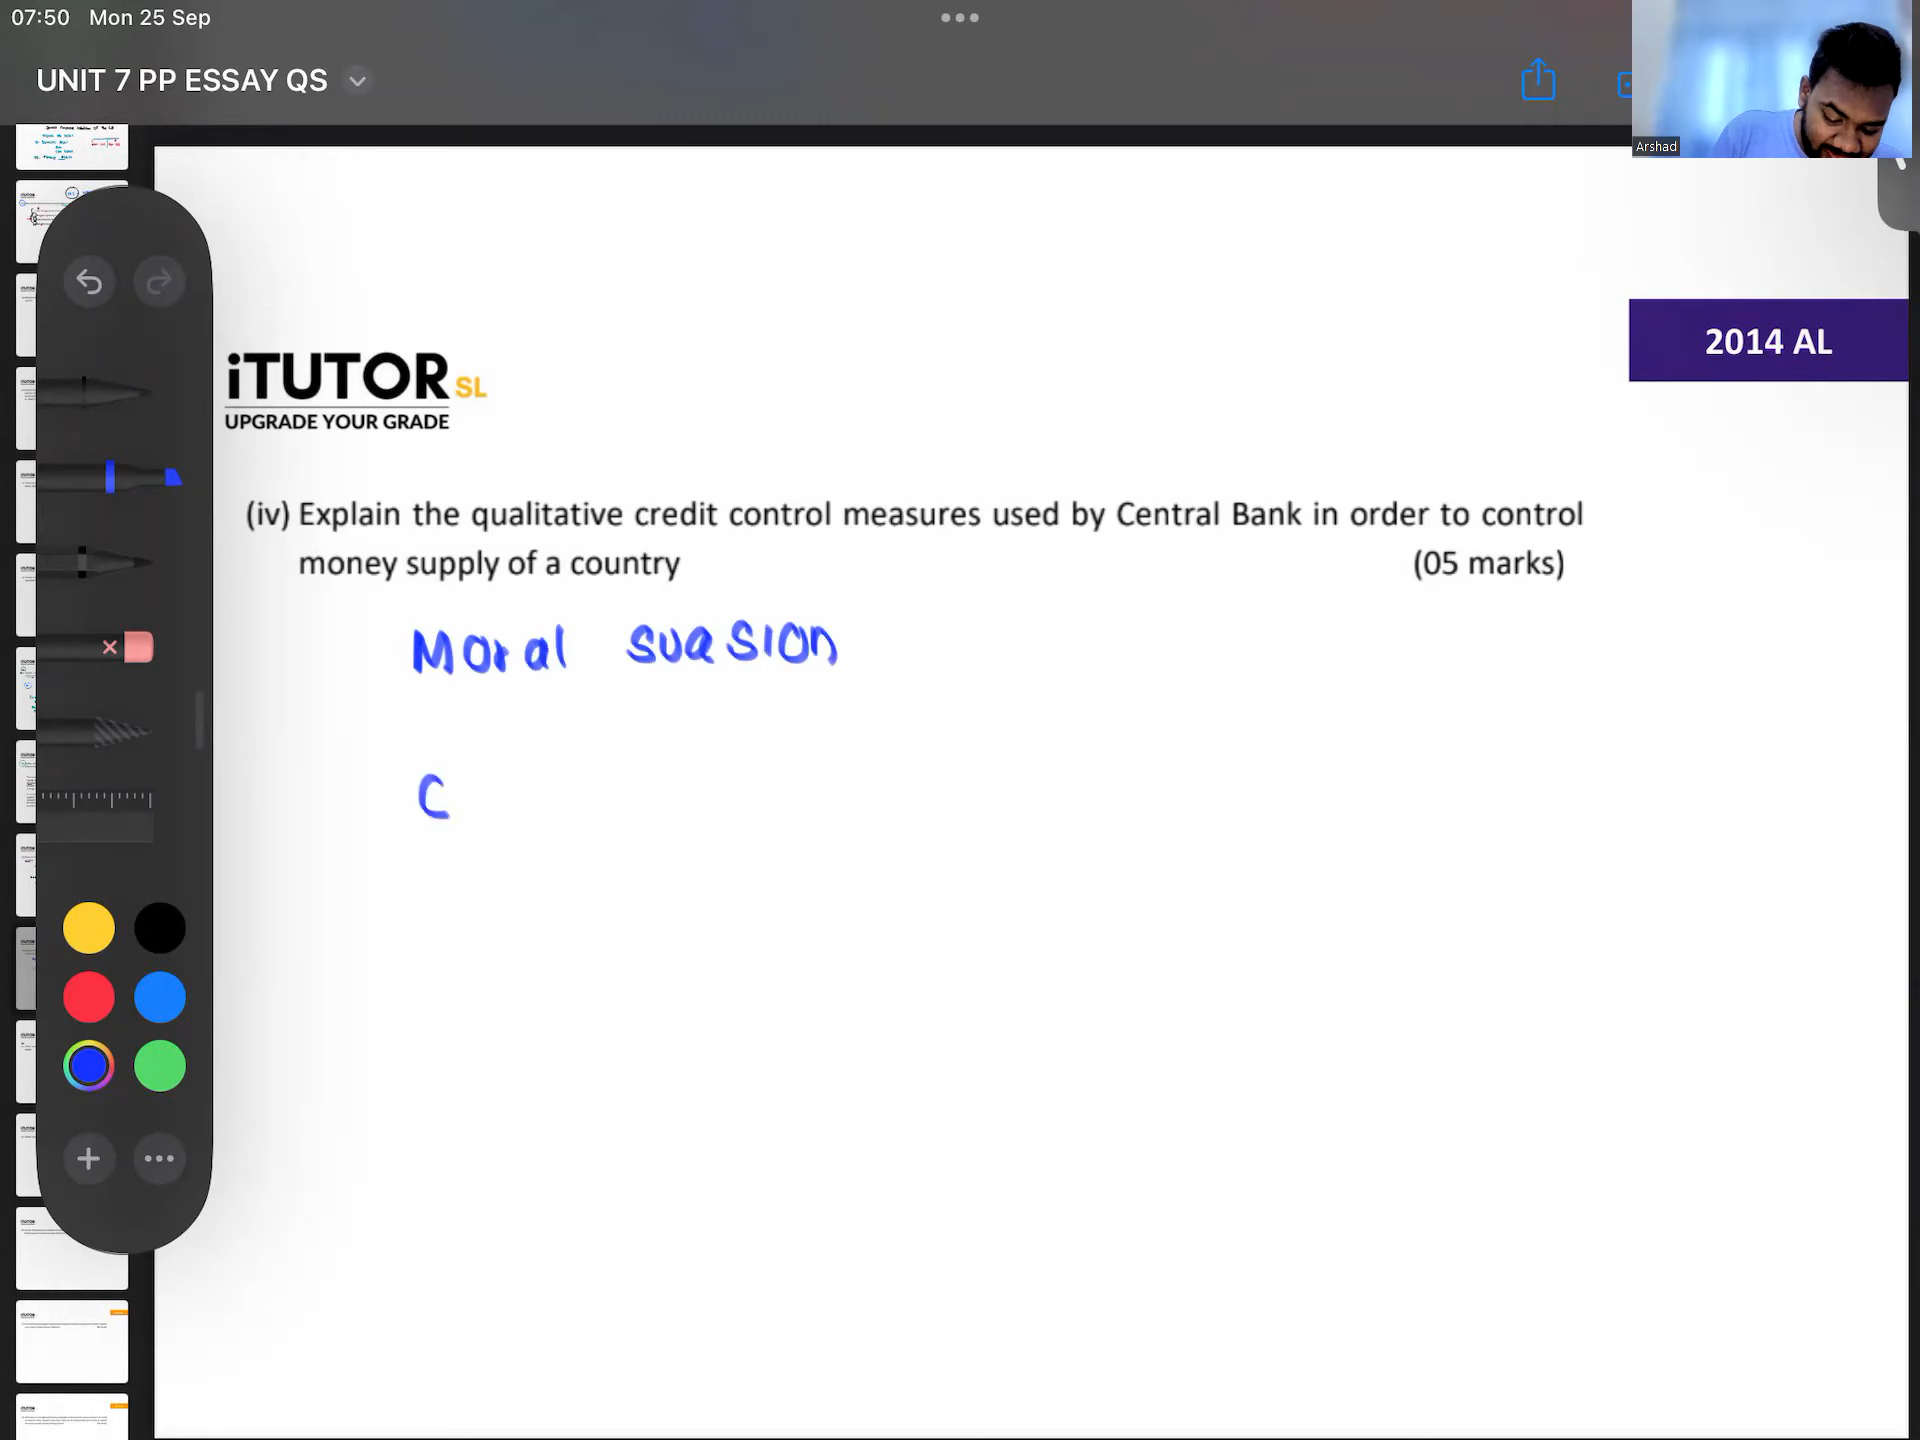 07:50 Mon 25 Sep
UNIT 7 PP ESSAY QS
Arshad
2014 AL
iTUTOR SL
UPGRADE YOUR GRADE
(iv) Explain the qualitative credit control measures used by Central Bank in order to control
money supply of a country (05 marks)
Moral suasion
C